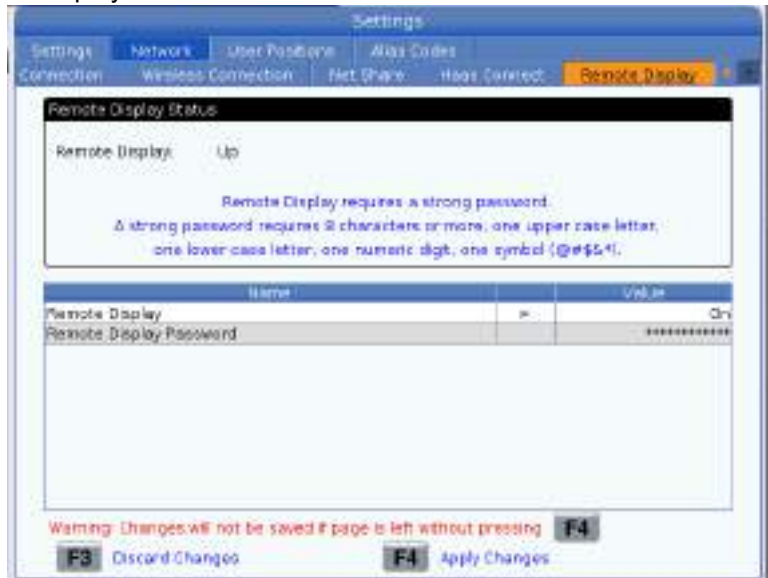 Settings
Settings Network User Positions Alias Codes
Connection Wireless Connection Net Share Haas Connect Remote Display
Remote Display Status
Remote Display: Up
Remote Display requires a strong password.
A strong password requires 8 characters or more, one upper case letter,
one lower case letter, one numeric digit, one symbol (@#$&*).
Name Value
Remote Display > On
Remote Display Password ************
Warning: Changes will not be saved if page is left without pressing F4
F3 Discard Changes F4 Apply Changes